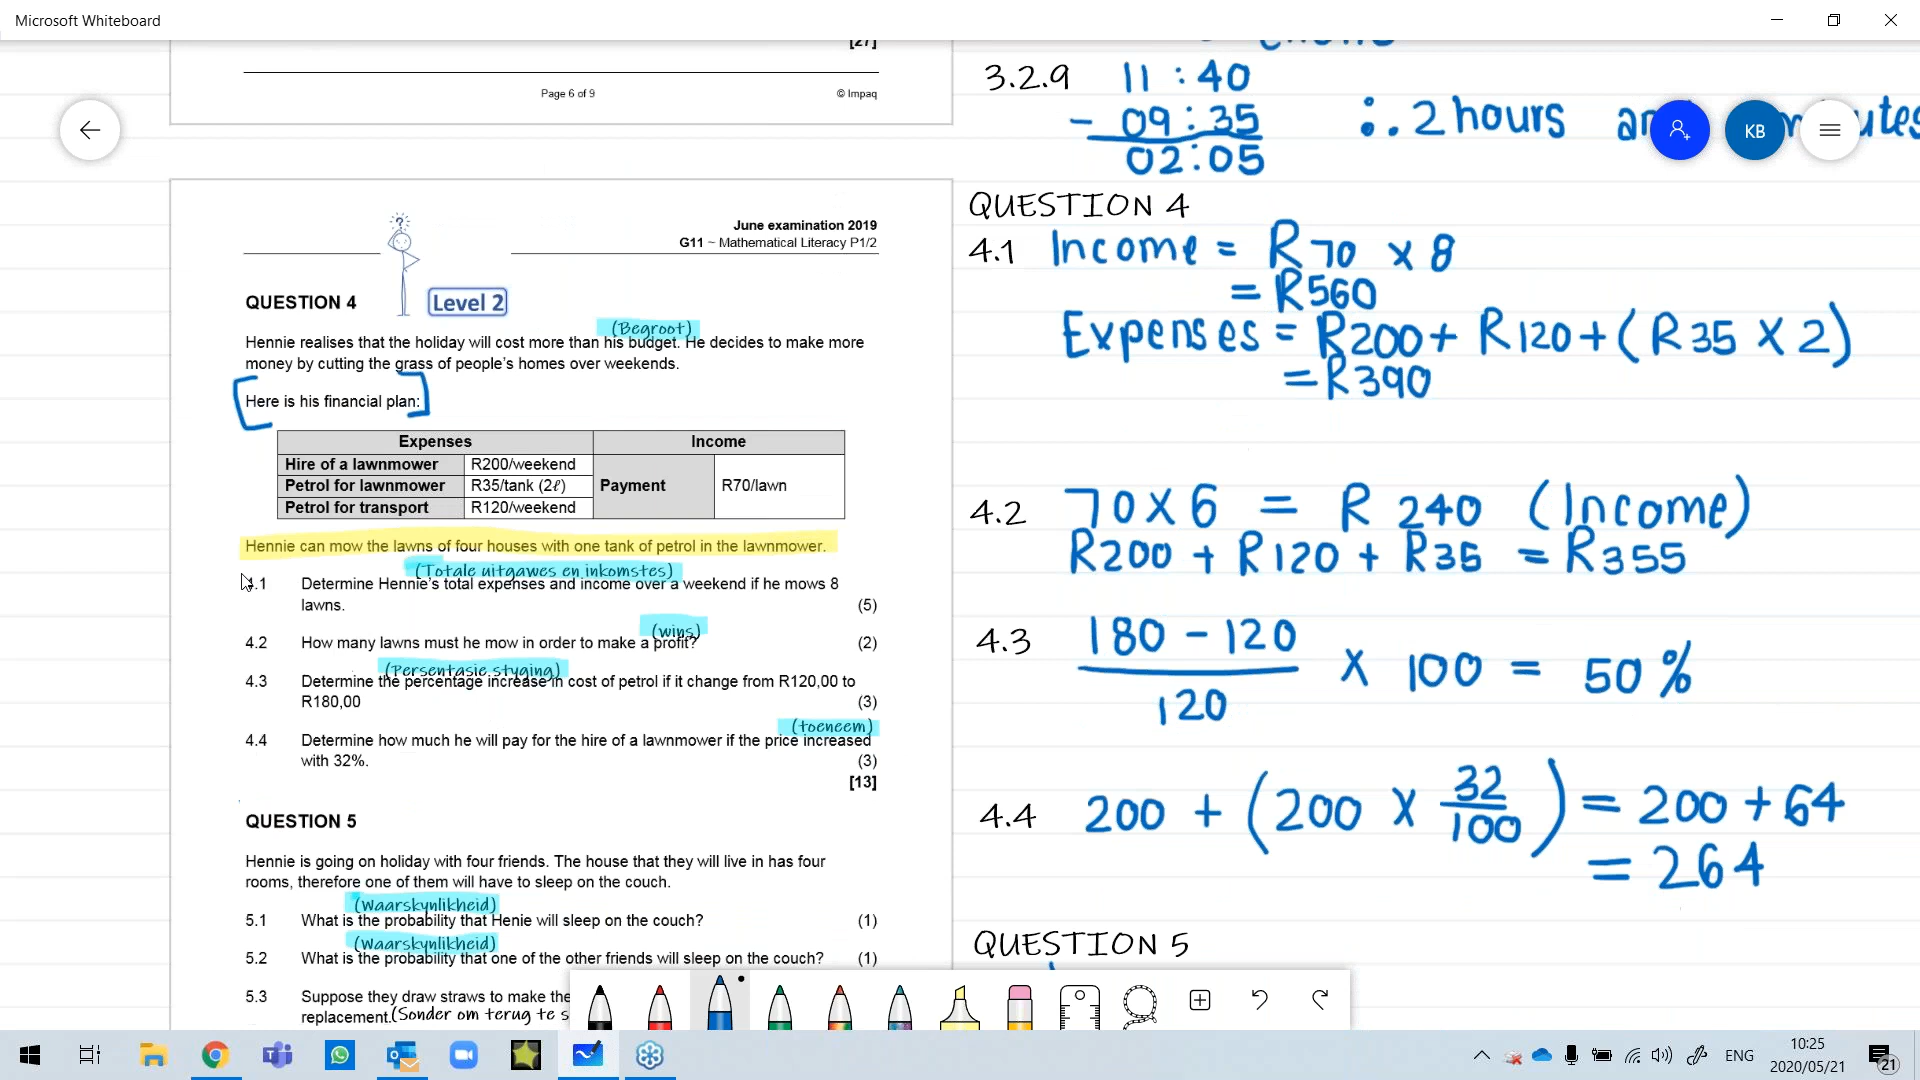 Microsoft Whiteboard
[27]
Page 6 of 9
© Impaq
June examination 2019
G11 ~ Mathematical Literacy P1/2
?
QUESTION 4
Level 2
(Begroot)
Hennie realises that the holiday will cost more than his budget. He decides to make more
money by cutting the grass of people's homes over weekends.
Here is his financial plan:
Expenses Income
Hire of a lawnmower R200/weekend
Petrol for lawnmower R35/tank (2ℓ) Payment R70/lawn
Petrol for transport R120/weekend
Hennie can mow the lawns of four houses with one tank of petrol in the lawnmower.
(Totale uitgawes en inkomstes)
4.1 Determine Hennie's total expenses and income over a weekend if he mows 8
lawns. (5)
(wins)
4.2 How many lawns must he mow in order to make a profit? (2)
(Persentasie styging)
4.3 Determine the percentage increase in cost of petrol if it change from R120,00 to
R180,00 (3)
(toeneem)
4.4 Determine how much he will pay for the hire of a lawnmower if the price increased
with 32%. (3)
[13]
QUESTION 5
Hennie is going on holiday with four friends. The house that they will live in has four
rooms, therefore one of them will have to sleep on the couch.
(Waarskynlikheid)
5.1 What is the probability that Henie will sleep on the couch? (1)
(Waarskynlikheid)
5.2 What is the probability that one of the other friends will sleep on the couch? (1)
5.3 Suppose they draw straws to make the
replacement.(Sonder om terug te s
3.2.9 11 : 40
- 09 : 35 ∴ 2 hours
02:05
KB
QUESTION 4
4.1 Income = R70 × 8
= R560
Expenses = R200 + R120 + (R35 × 2)
= R390
4.2 70 × 6 = R 240 (Income)
R200 + R120 + R35 = R355
4.3 180 - 120
120 × 100 = 50 %
4.4 200 + (200 × 32/100) = 200 + 64
= 264
QUESTION 5
ENG
10:25
2020/05/21
21